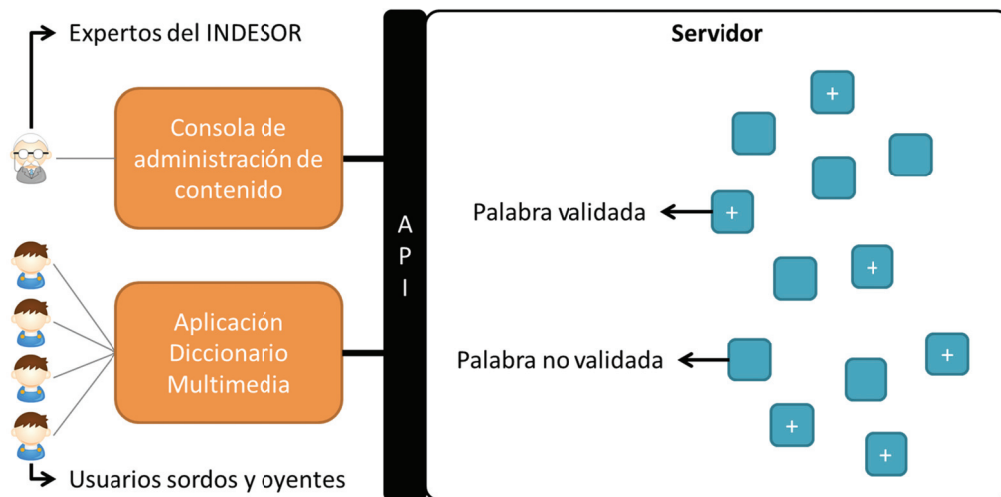 Expertos del INDESOR
Consola de
administración de
contenido
Aplicación
Diccionario
Multimedia
Usuarios sordos y oyentes
A
P
I
Servidor
+
+
Palabra validada
+
Palabra no validada
+
+
+